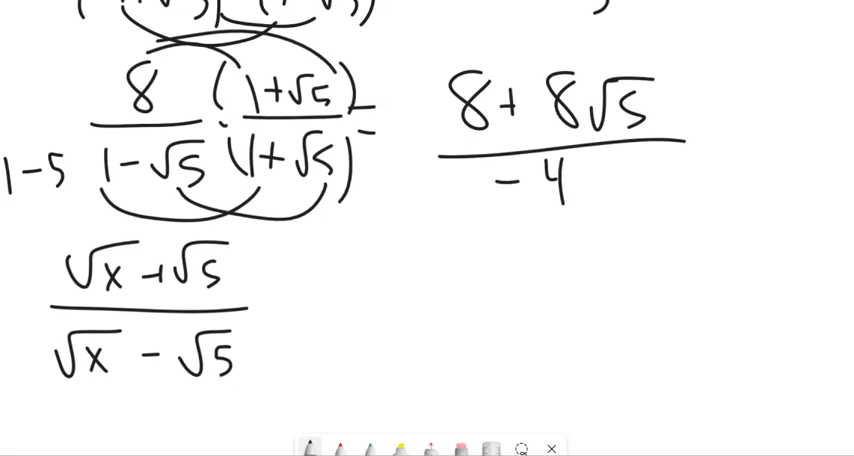 8 (1+√5) = 8 + 8√5
1-5 1-√5 (1+√5) -4
√x + √5
√x - √5